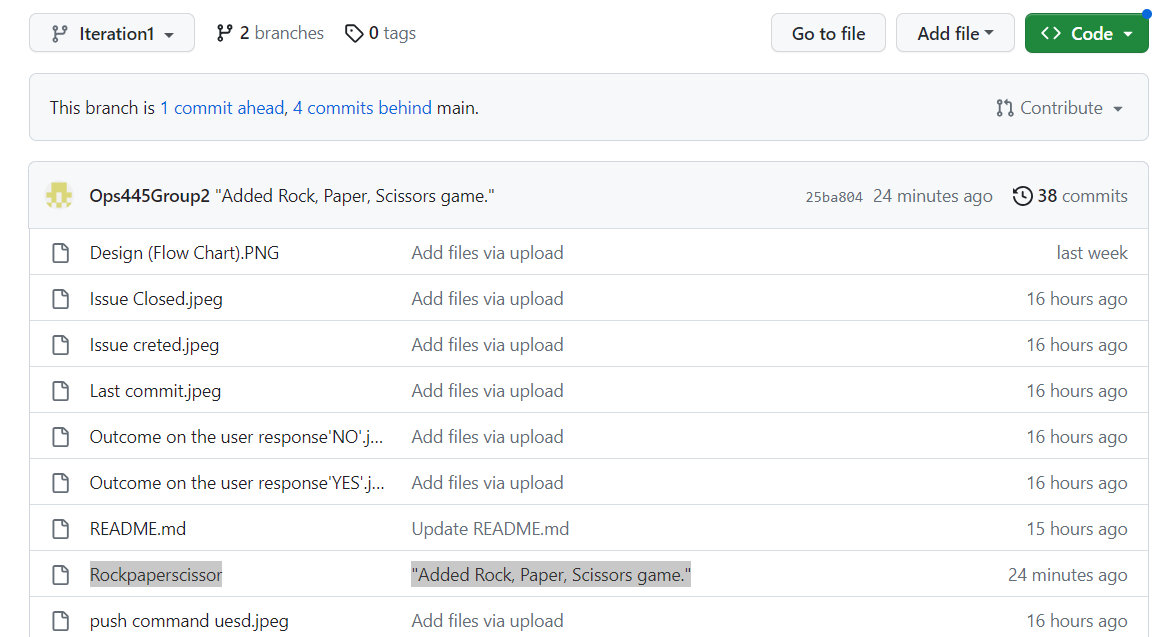 Iteration1 2 branches 0 tags Go to file Add file Code
This branch is 1 commit ahead, 4 commits behind main. Contribute
Ops445Group2 "Added Rock, Paper, Scissors game." 25ba804 24 minutes ago 38 commits
Design (Flow Chart).PNG Add files via upload last week
Issue Closed.jpeg Add files via upload 16 hours ago
Issue creted.jpeg Add files via upload 16 hours ago
Last commit.jpeg Add files via upload 16 hours ago
Outcome on the user response'NO'.j... Add files via upload 16 hours ago
Outcome on the user response'YES'.j... Add files via upload 16 hours ago
README.md Update README.md 15 hours ago
Rockpaperscissor "Added Rock, Paper, Scissors game." 24 minutes ago
push command uesd.jpeg Add files via upload 16 hours ago